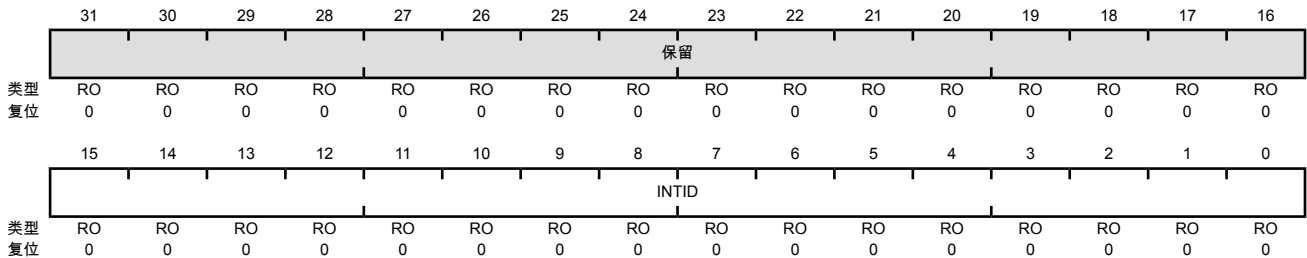 31 30 29 28 27 26 25 24 23 22 21 20 19 18 17 16
保留
类型 RO RO RO RO RO RO RO RO RO RO RO RO RO RO RO RO
复位 0 0 0 0 0 0 0 0 0 0 0 0 0 0 0 0
15 14 13 12 11 10 9 8 7 6 5 4 3 2 1 0
INTID
类型 RO RO RO RO RO RO RO RO RO RO RO RO RO RO RO RO
复位 0 0 0 0 0 0 0 0 0 0 0 0 0 0 0 0